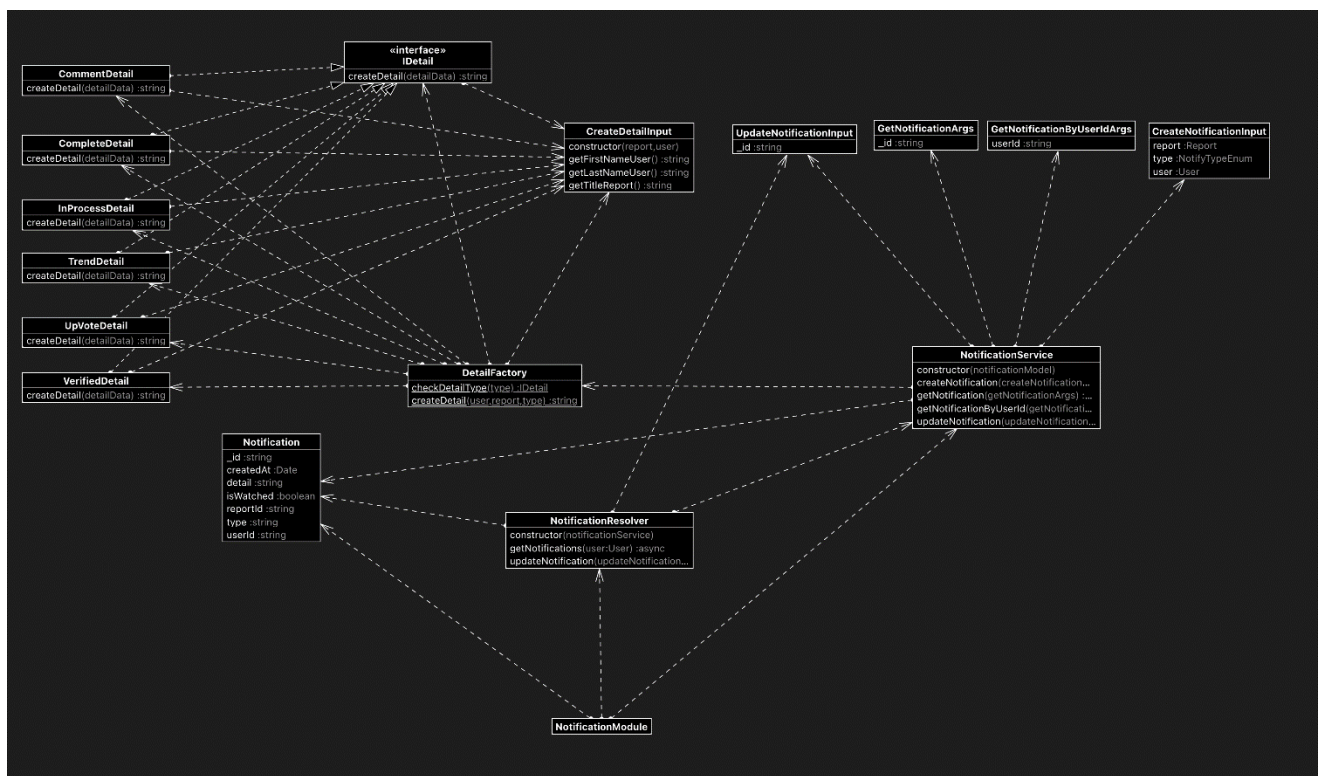 «interface»
IDetail
createDetail(detailData) :string
CommentDetail
createDetail(detailData) :string
CompleteDetail
createDetail(detailData) :string
InProcessDetail
createDetail(detailData) :string
TrendDetail
createDetail(detailData) :string
UpVoteDetail
createDetail(detailData) :string
VerifiedDetail
createDetail(detailData) :string
CreateDetailInput
constructor(report,user)
getFirstNameUser() :string
getLastNameUser() :string
getTitleReport() :string
UpdateNotificationInput
_id :string
GetNotificationArgs
_id :string
GetNotificationByUserIdArgs
userId :string
CreateNotificationInput
report :Report
type :NotifyTypeEnum
user :User
DetailFactory
checkDetailType(type) :IDetail
createDetail(user,report,type) :string
NotificationService
constructor(notificationModel)
createNotification(createNotification...
getNotification(getNotificationArgs) :...
getNotificationByUserId(getNotificati...
updateNotification(updateNotification...
Notification
_id :string
createdAt :Date
detail :string
isWatched :boolean
reportId :string
type :string
userId :string
NotificationResolver
constructor(notificationService)
getNotifications(user:User) :async
updateNotification(updateNotification...
NotificationModule